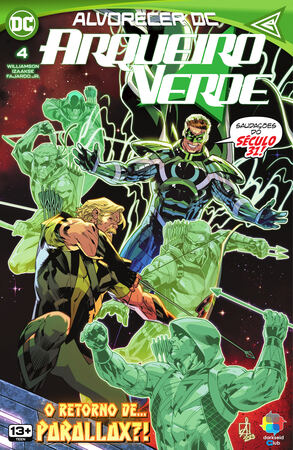 DC
ALVORECER DC
4
WILLIAMSON
IZAAKSE
FAJARDO JR.
ARQUEIRO
VERDE
SAUDAÇÕES
DO
SÉCULO
31!
O RETORNO DE...
PARALLAX?!
13+
TEEN
darkseid
club